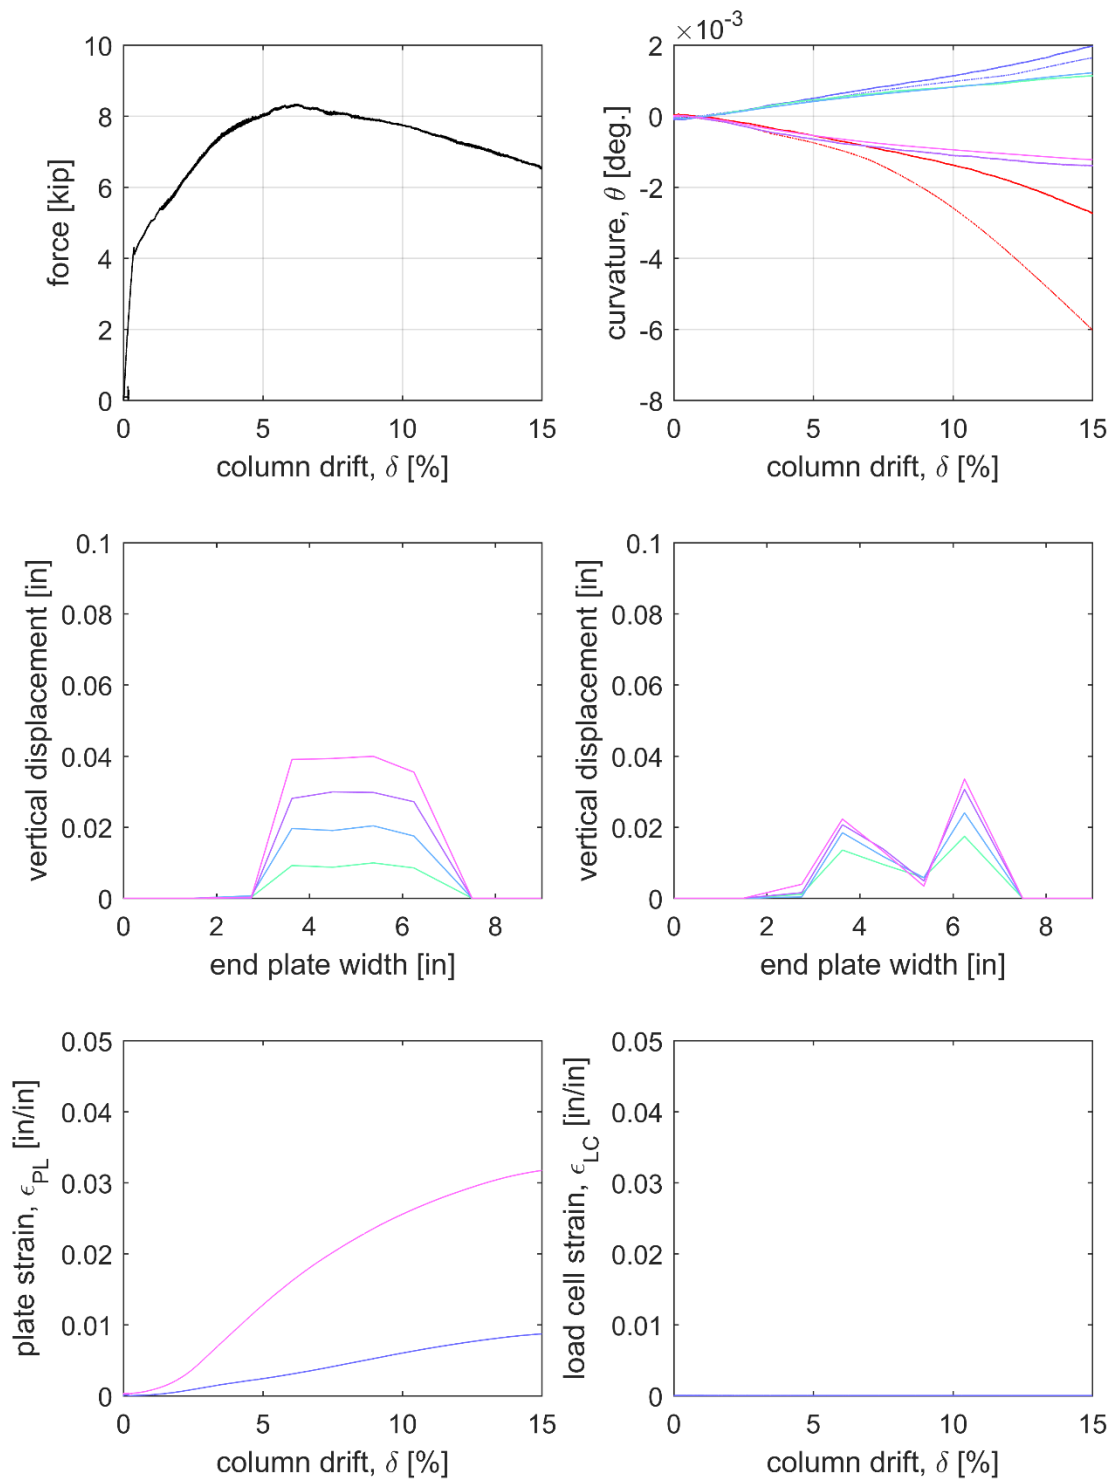 10
8
6
4
2
0
force [kip]
0 5 10 15
column drift, δ [%]
×10⁻³
2
0
-2
-4
-6
-8
curvature, θ [deg.]
0 5 10 15
column drift, δ [%]
0.1
0.08
0.06
0.04
0.02
0
vertical displacement [in]
0 2 4 6 8
end plate width [in]
0.1
0.08
0.06
0.04
0.02
0
vertical displacement [in]
0 2 4 6 8
end plate width [in]
0.05
0.04
0.03
0.02
0.01
0
plate strain, ϵPL [in/in]
0 5 10 15
column drift, δ [%]
0.05
0.04
0.03
0.02
0.01
0
load cell strain, ϵLC [in/in]
0 5 10 15
column drift, δ [%]